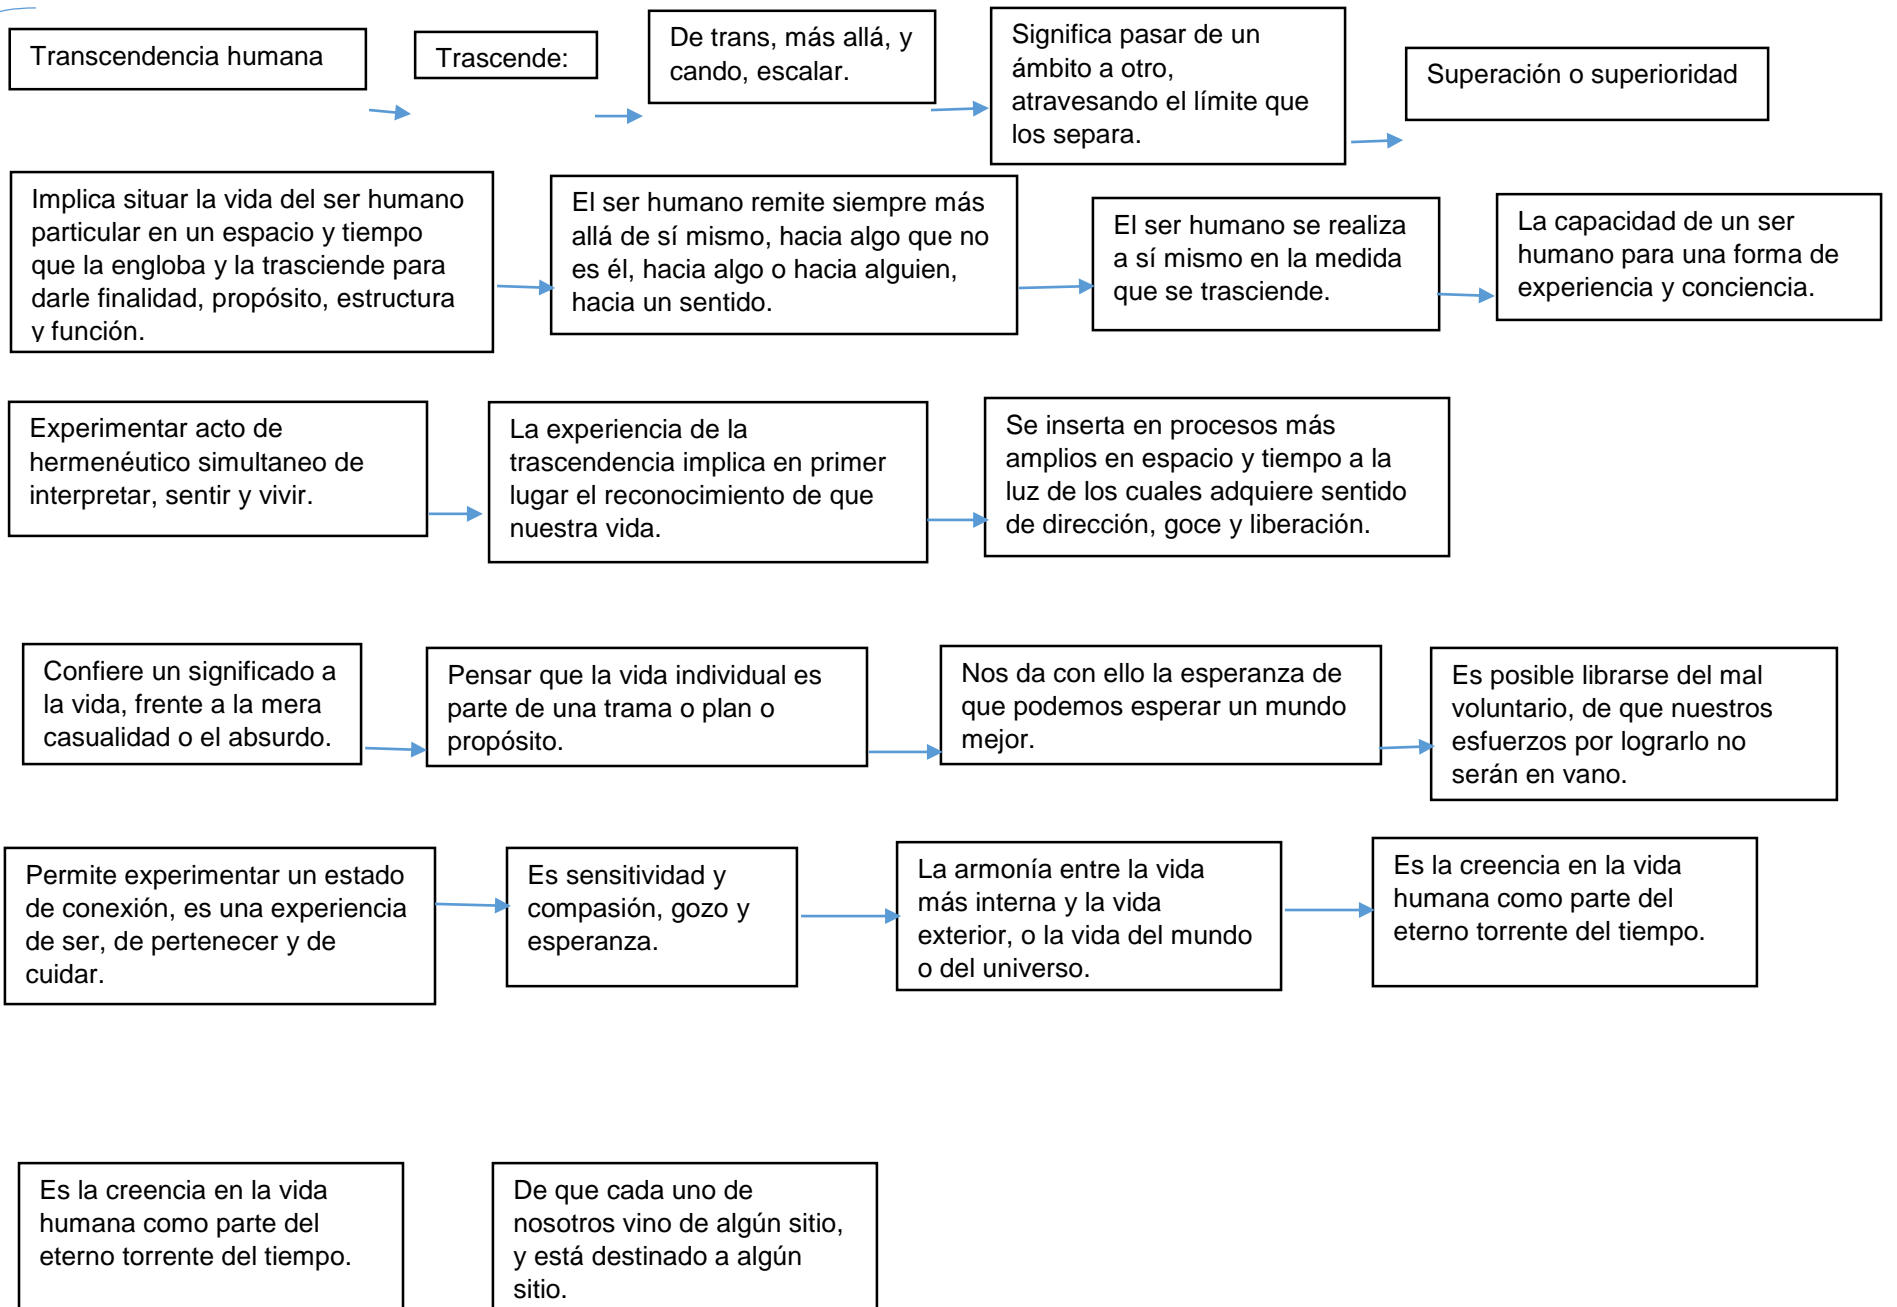 Transcendencia humana
Trascende:
De trans, más allá, y
cando, escalar.
Significa pasar de un
ámbito a otro,
atravesando el límite que
los separa.
Superación o superioridad
Implica situar la vida del ser humano
particular en un espacio y tiempo
que la engloba y la trasciende para
darle finalidad, propósito, estructura
y función.
El ser humano remite siempre más
allá de sí mismo, hacia algo que no
es él, hacia algo o hacia alguien,
hacia un sentido.
El ser humano se realiza
a sí mismo en la medida
que se trasciende.
La capacidad de un ser
humano para una forma de
experiencia y conciencia.
Experimentar acto de
hermenéutico simultaneo de
interpretar, sentir y vivir.
La experiencia de la
trascendencia implica en primer
lugar el reconocimiento de que
nuestra vida.
Se inserta en procesos más
amplios en espacio y tiempo a la
luz de los cuales adquiere sentido
de dirección, goce y liberación.
Confiere un significado a
la vida, frente a la mera
casualidad o el absurdo.
Pensar que la vida individual es
parte de una trama o plan o
propósito.
Nos da con ello la esperanza de
que podemos esperar un mundo
mejor.
Es posible librarse del mal
voluntario, de que nuestros
esfuerzos por lograrlo no
serán en vano.
Permite experimentar un estado
de conexión, es una experiencia
de ser, de pertenecer y de
cuidar.
Es sensitividad y
compasión, gozo y
esperanza.
La armonía entre la vida
más interna y la vida
exterior, o la vida del mundo
o del universo.
Es la creencia en la vida
humana como parte del
eterno torrente del tiempo.
Es la creencia en la vida
humana como parte del
eterno torrente del tiempo.
De que cada uno de
nosotros vino de algún sitio,
y está destinado a algún
sitio.